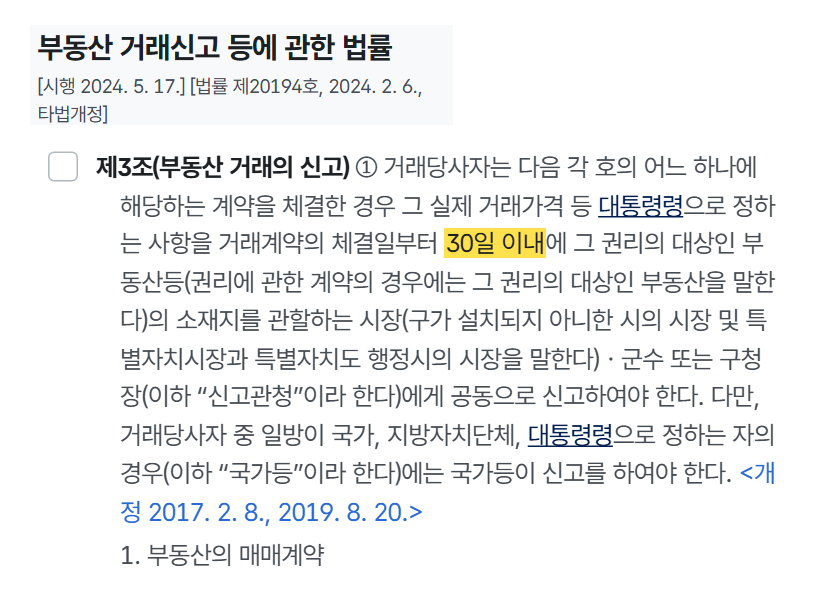 부동산 거래신고 등에 관한 법률
[시행 2024. 5. 17.] [법률 제20194호, 2024. 2. 6.,
타법개정]
제3조(부동산 거래의 신고) ① 거래당사자는 다음 각 호의 어느 하나에
해당하는 계약을 체결한 경우 그 실제 거래가격 등 대통령령으로 정하
는 사항을 거래계약의 체결일부터 30일 이내에 그 권리의 대상인 부
동산등(권리에 관한 계약의 경우에는 그 권리의 대상인 부동산을 말한
다)의 소재지를 관할하는 시장(구가 설치되지 아니한 시의 시장 및 특
별자치시장과 특별자치도 행정시의 시장을 말한다)ㆍ군수 또는 구청
장(이하 “신고관청”이라 한다)에게 공동으로 신고하여야 한다. 다만,
거래당사자 중 일방이 국가, 지방자치단체, 대통령령으로 정하는 자의
경우(이하 “국가등”이라 한다)에는 국가등이 신고를 하여야 한다. <개
정 2017. 2. 8., 2019. 8. 20.>
1. 부동산의 매매계약